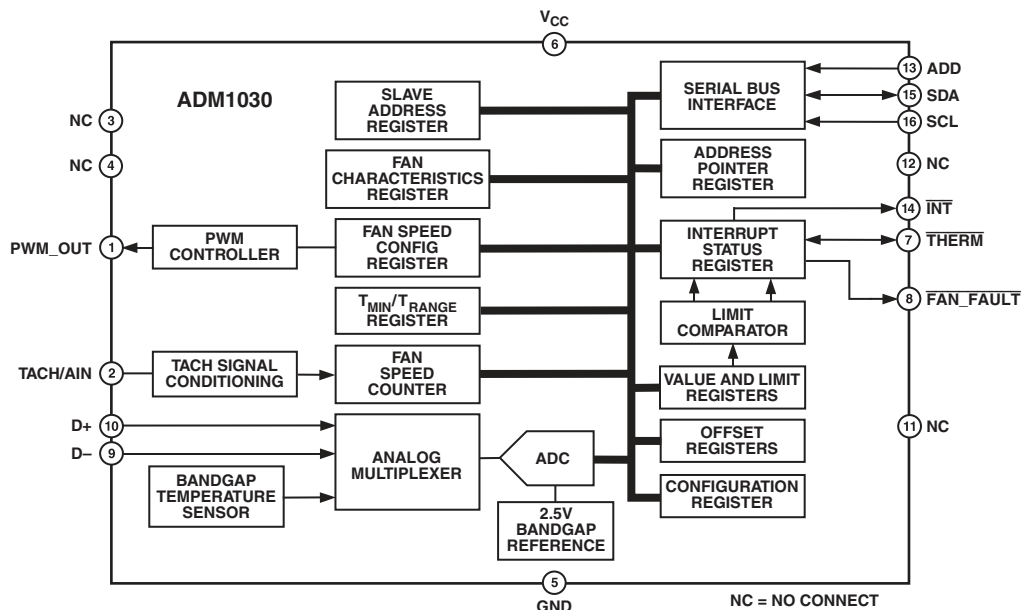 VCC
6
ADM1030
SLAVE
ADDRESS
REGISTER
SERIAL BUS
INTERFACE
13 ADD
15 SDA
16 SCL
NC 3
NC 4
FAN
CHARACTERISTICS
REGISTER
ADDRESS
POINTER
REGISTER
12 NC
PWM_OUT 1
PWM
CONTROLLER
FAN SPEED
CONFIG
REGISTER
INTERRUPT
STATUS
REGISTER
14 INT
7 THERM
8 FAN_FAULT
TMIN/TRANGE
REGISTER
LIMIT
COMPARATOR
TACH/AIN 2
TACH SIGNAL
CONDITIONING
FAN
SPEED
COUNTER
VALUE AND LIMIT
REGISTERS
D+ 10
D– 9
ANALOG
MULTIPLEXER
ADC
OFFSET
REGISTERS
11 NC
BANDGAP
TEMPERATURE
SENSOR
2.5V
BANDGAP
REFERENCE
CONFIGURATION
REGISTER
5
GND
NC = NO CONNECT